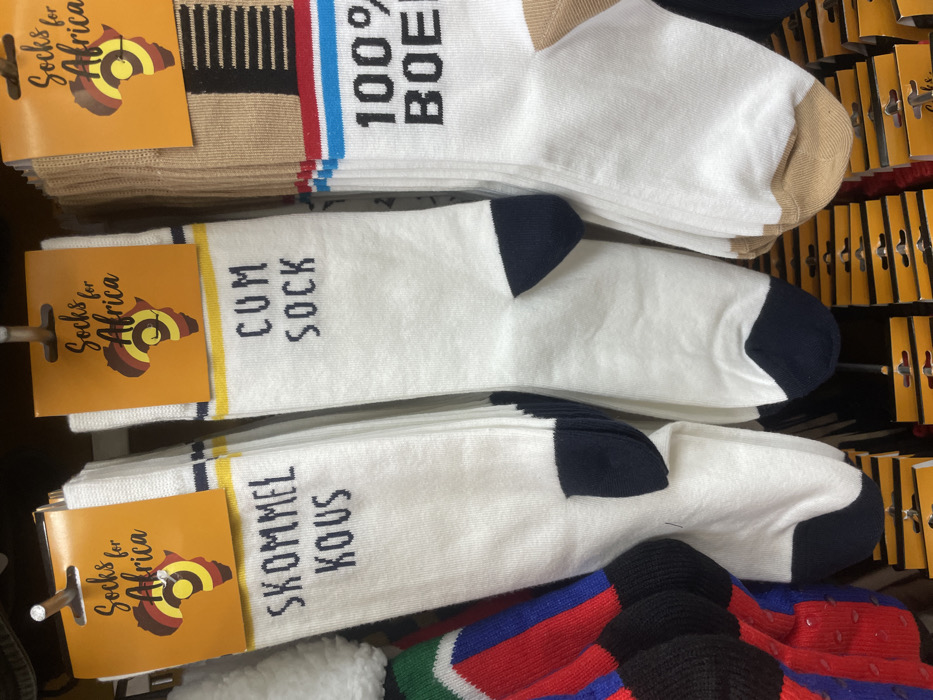 Socks for
Africa
100%
Socks for
Africa
CUM
SOCK
Socks for
Africa
SKOMMEL
KOUS